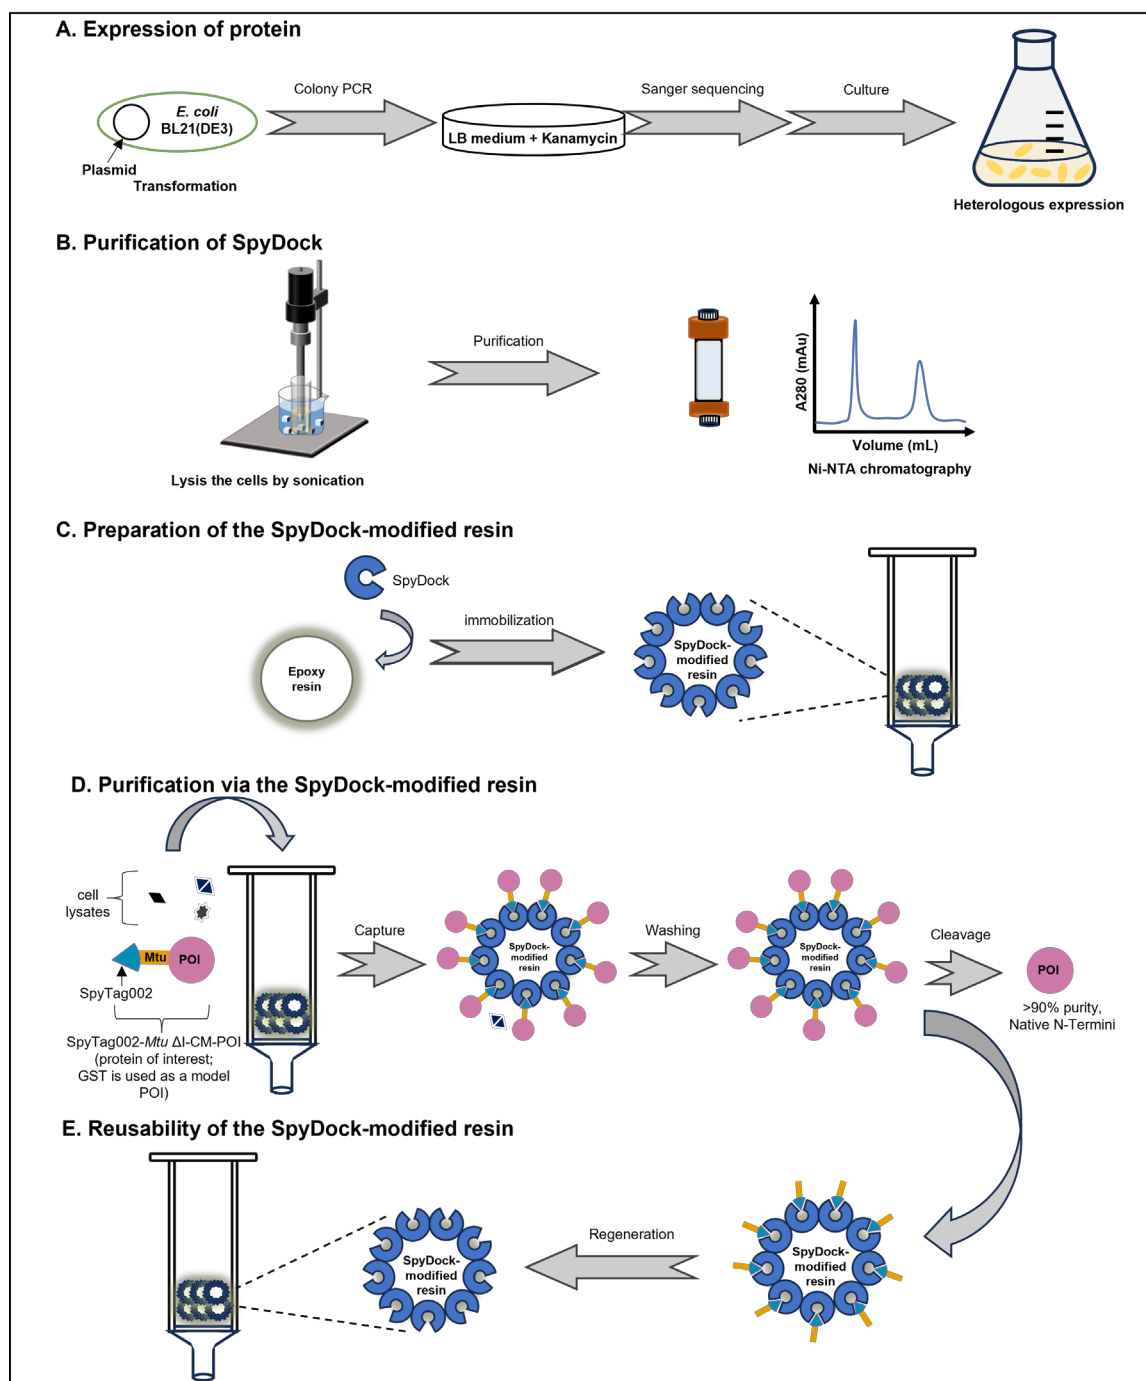 A. Expression of protein
Colony PCR
Sanger sequencing
Culture
E. coli
BL21(DE3)
LB medium + Kanamycin
Plasmid
Transformation
Heterologous expression
B. Purification of SpyDock
Purification
A280 (mAu)
Volume (mL)
Lysis the cells by sonication
Ni-NTA chromatography
C. Preparation of the SpyDock-modified resin
SpyDock
immobilization
Epoxy
resin
SpyDock-
modified
resin
D. Purification via the SpyDock-modified resin
cell
lysates
Mtu
POI
SpyTag002
SpyTag002-Mtu ΔI-CM-POI
(protein of interest;
GST is used as a model
POI)
Capture
SpyDock-
modified
resin
Washing
SpyDock-
modified
resin
Cleavage
POI
>90% purity,
Native N-Termini
E. Reusability of the SpyDock-modified resin
SpyDock-
modified
resin
Regeneration
SpyDock-
modified
resin